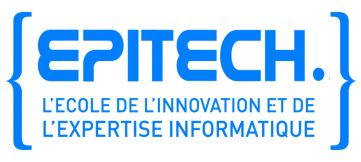 {EPITECH.}
L'ECOLE DE L'INNOVATION ET DE
L'EXPERTISE INFORMATIQUE